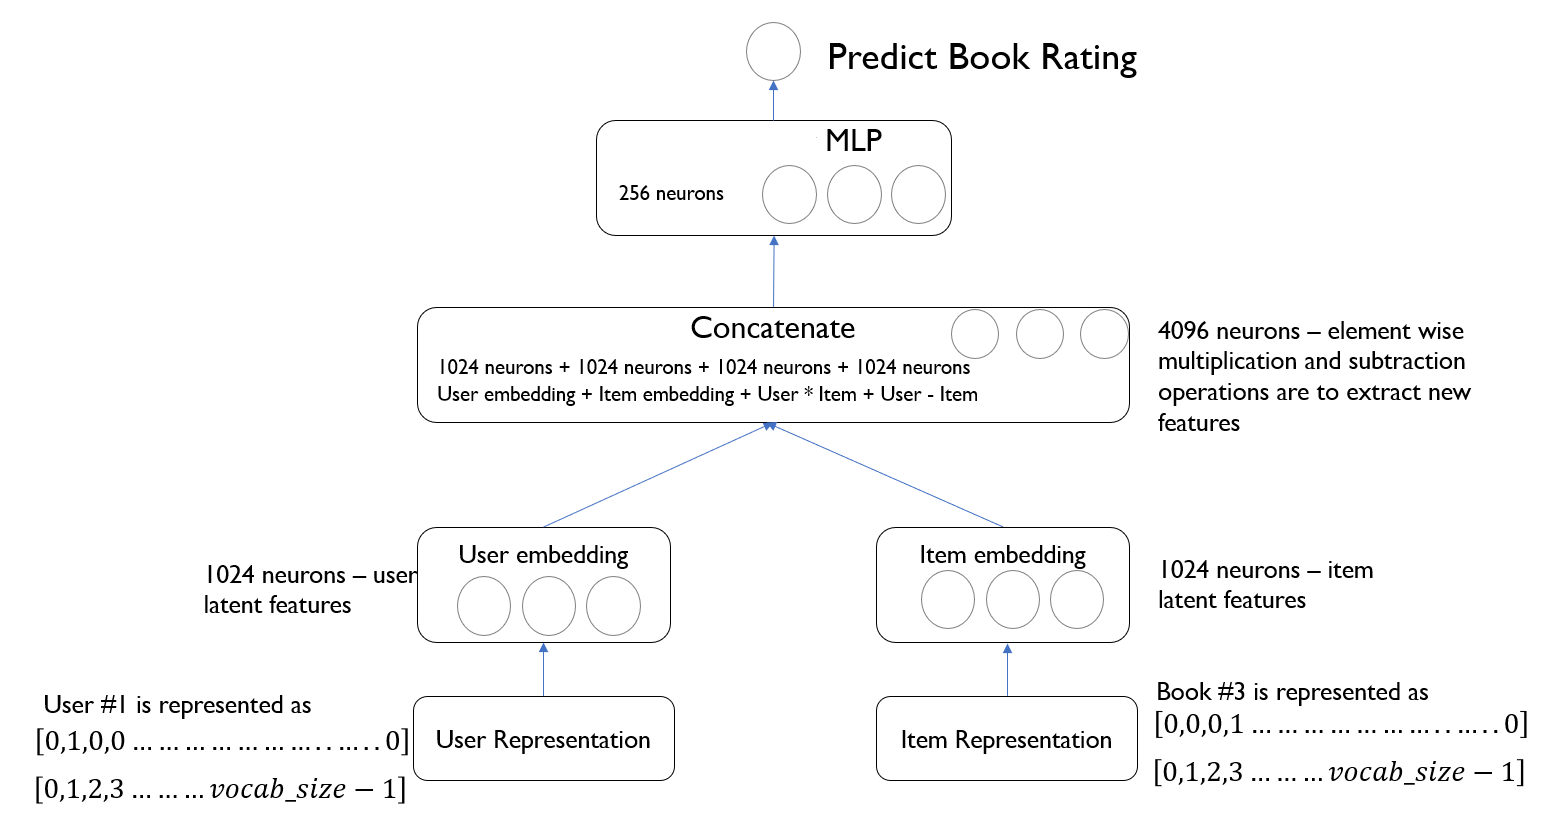 Predict Book Rating
MLP
256 neurons
Concatenate
1024 neurons + 1024 neurons + 1024 neurons + 1024 neurons
User embedding + Item embedding + User * Item + User - Item
4096 neurons – element wise
multiplication and subtraction
operations are to extract new
features
User embedding
1024 neurons – user
latent features
Item embedding
1024 neurons – item
latent features
User #1 is represented as
[0,1,0,0 … … … … … … … . . … . . 0]
[0,1,2,3 … … … vocab_size − 1]
User Representation
Item Representation
Book #3 is represented as
[0,0,0,1 … … … … … … … . . … . . 0]
[0,1,2,3 … … … vocab_size − 1]